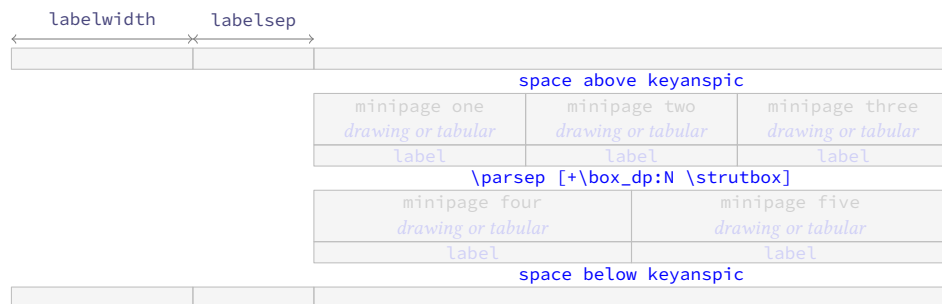 labelwidth labelsep
space above keyanspic
minipage one minipage two minipage three
drawing or tabular drawing or tabular drawing or tabular
label label label
\parsep [+\box_dp:N \strutbox]
minipage four minipage five
drawing or tabular drawing or tabular
label label
space below keyanspic